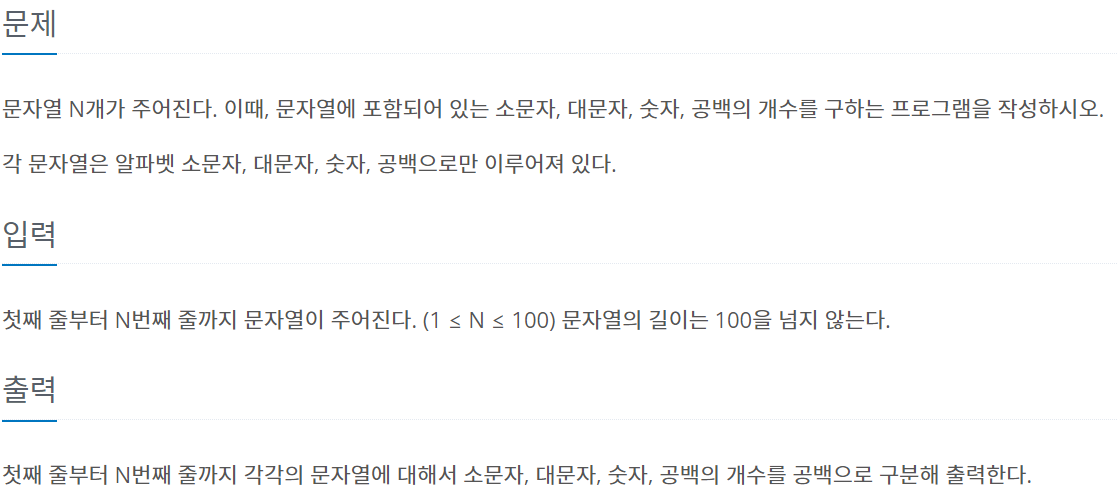 문제
문자열 N개가 주어진다. 이때, 문자열에 포함되어 있는 소문자, 대문자, 숫자, 공백의 개수를 구하는 프로그램을 작성하시오.
각 문자열은 알파벳 소문자, 대문자, 숫자, 공백으로만 이루어져 있다.
입력
첫째 줄부터 N번째 줄까지 문자열이 주어진다. (1 ≤ N ≤ 100) 문자열의 길이는 100을 넘지 않는다.
출력
첫째 줄부터 N번째 줄까지 각각의 문자열에 대해서 소문자, 대문자, 숫자, 공백의 개수를 공백으로 구분해 출력한다.